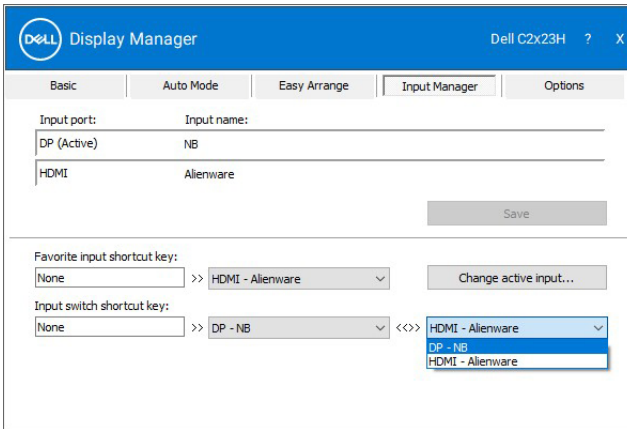 DELL Display Manager Dell C2x23H ? X
Basic Auto Mode Easy Arrange Input Manager Options
Input port: Input name:
DP (Active) NB
HDMI Alienware
Save
Favorite input shortcut key:
None >> HDMI - Alienware Change active input...
Input switch shortcut key:
None >> DP - NB <<>> HDMI - Alienware
DP - NB
HDMI - Alienware